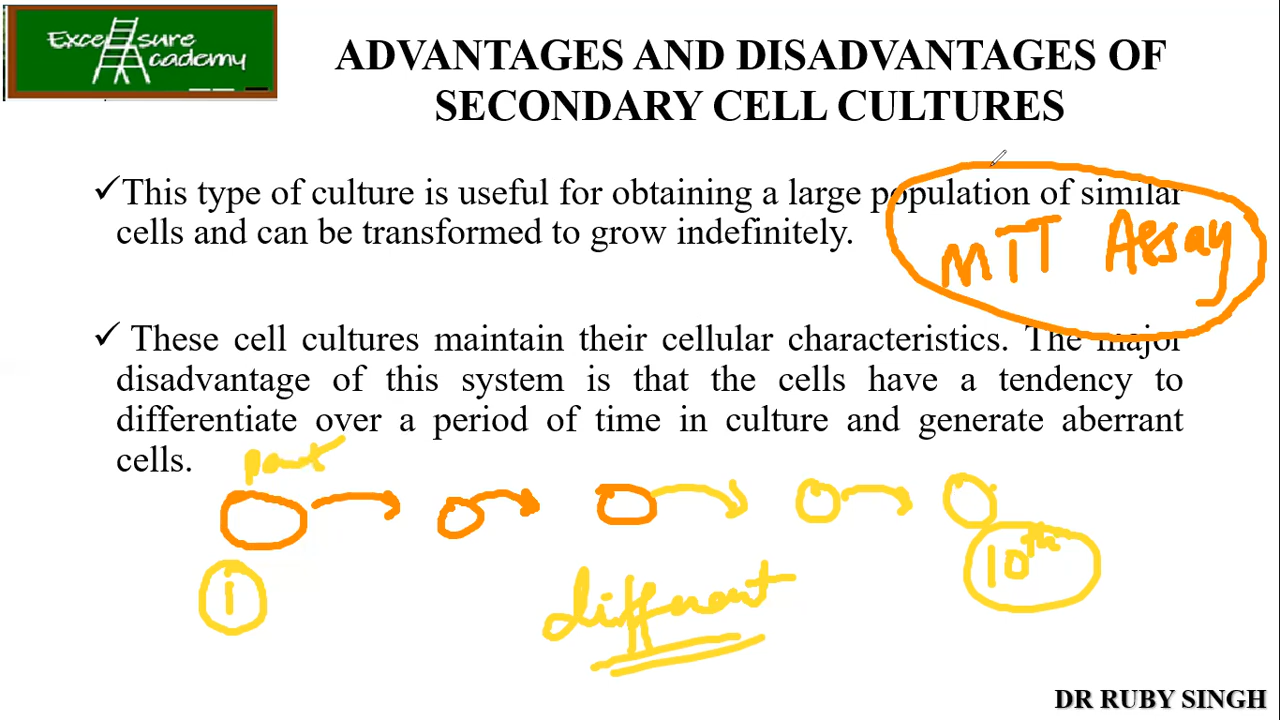 Excel sure
Academy
ADVANTAGES AND DISADVANTAGES OF
SECONDARY CELL CULTURES
✓This type of culture is useful for obtaining a large population of similar
cells and can be transformed to grow indefinitely.
MTT Assay
✓ These cell cultures maintain their cellular characteristics. The major
disadvantage of this system is that the cells have a tendency to
differentiate over a period of time in culture and generate aberrant
cells.
1
10th
different
DR RUBY SINGH